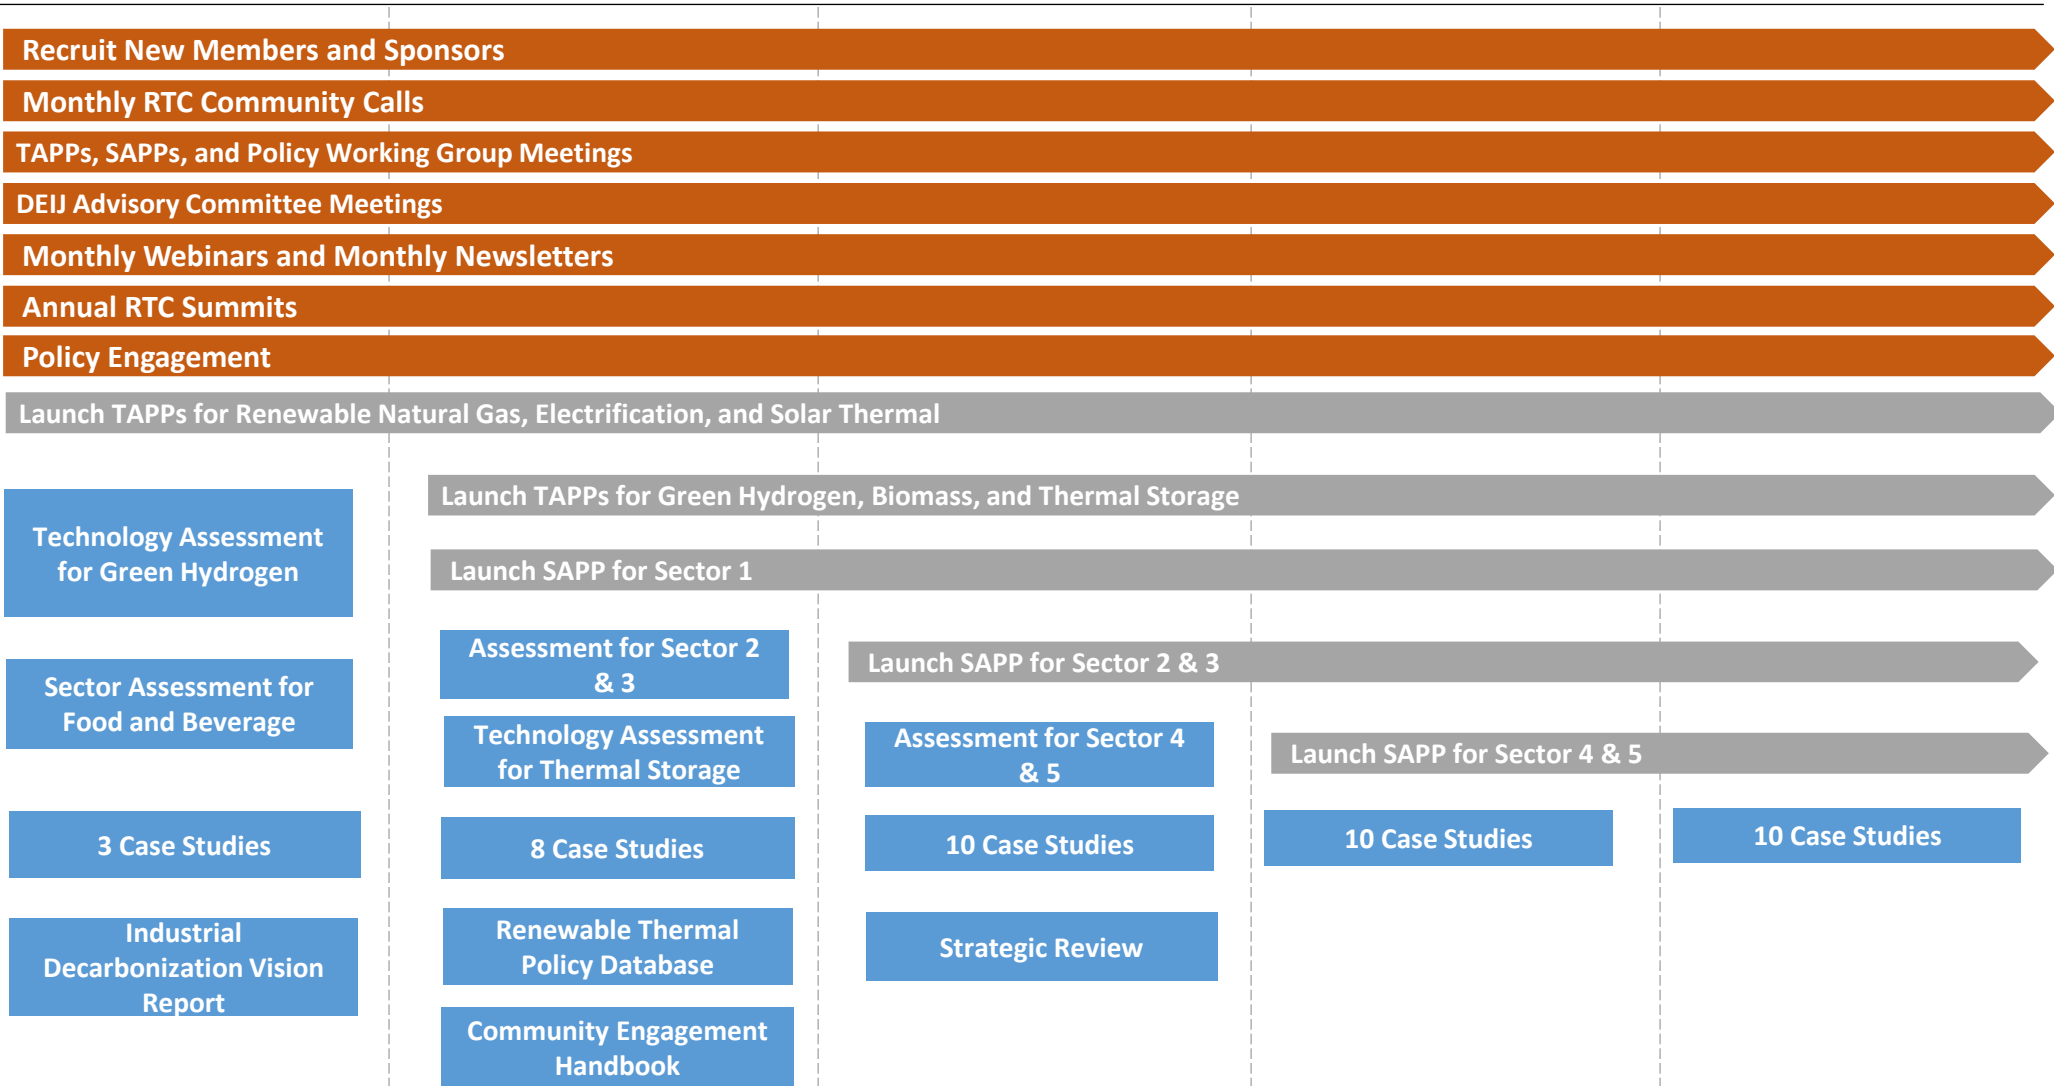 Recruit New Members and Sponsors
Monthly RTC Community Calls
TAPPs, SAPPs, and Policy Working Group Meetings
DEIJ Advisory Committee Meetings
Monthly Webinars and Monthly Newsletters
Annual RTC Summits
Policy Engagement
Launch TAPPs for Renewable Natural Gas, Electrification, and Solar Thermal
Launch TAPPs for Green Hydrogen, Biomass, and Thermal Storage
Technology Assessment
for Green Hydrogen
Launch SAPP for Sector 1
Assessment for Sector 2
& 3
Launch SAPP for Sector 2 & 3
Sector Assessment for
Food and Beverage
Technology Assessment
for Thermal Storage
Assessment for Sector 4
& 5
Launch SAPP for Sector 4 & 5
3 Case Studies
8 Case Studies
10 Case Studies
10 Case Studies
10 Case Studies
Industrial
Decarbonization Vision
Report
Renewable Thermal
Policy Database
Strategic Review
Community Engagement
Handbook